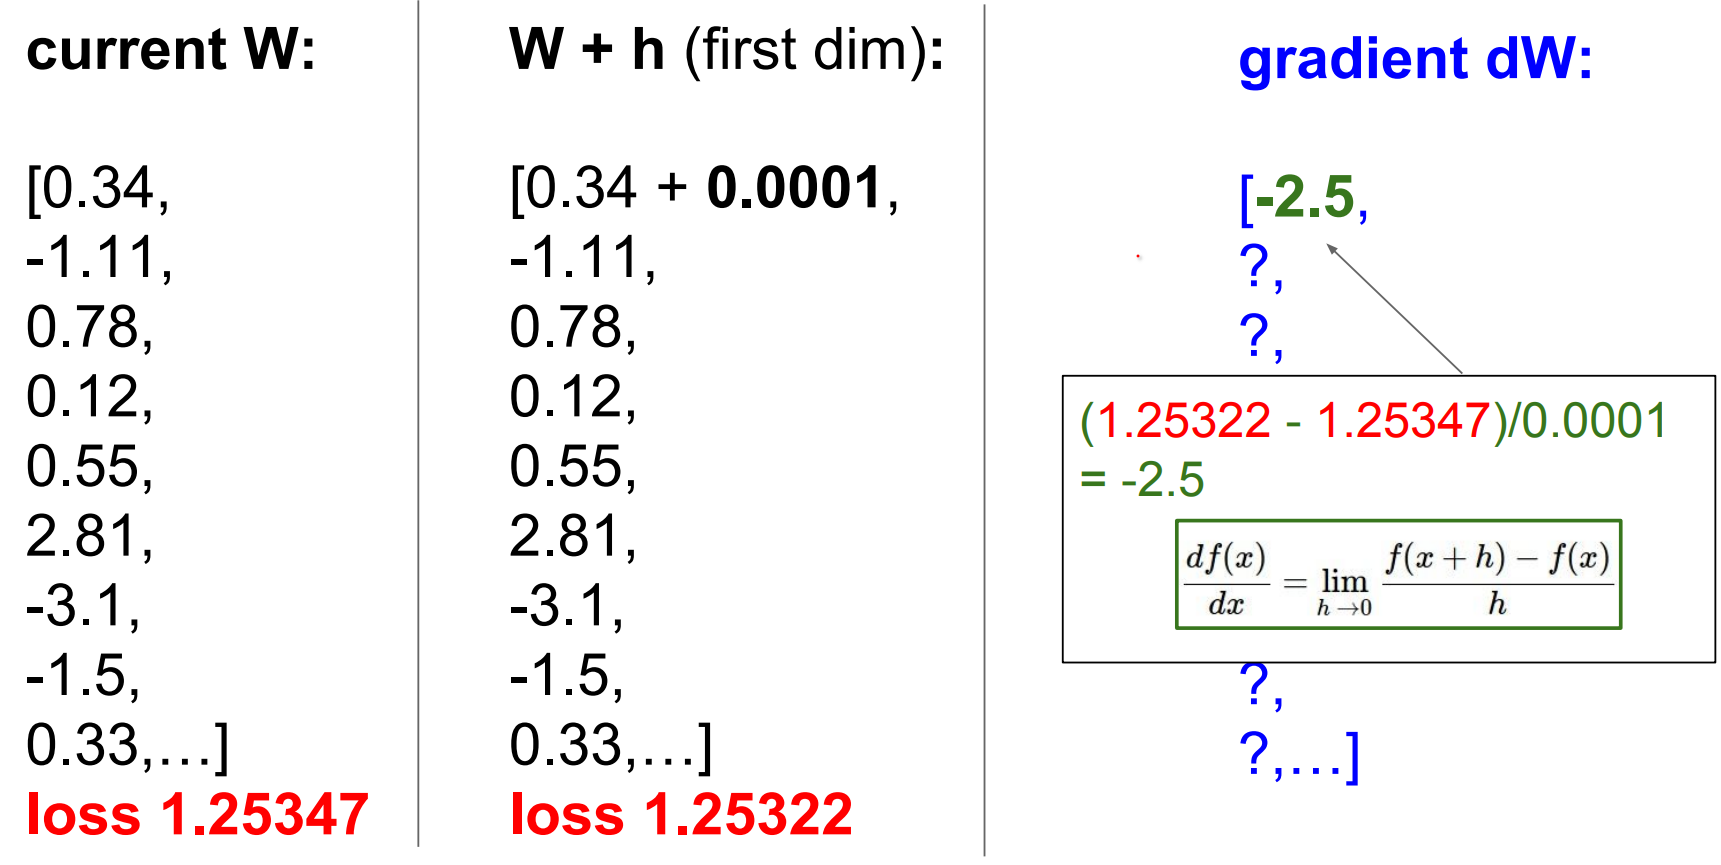 current W:
[0.34,
-1.11,
0.78,
0.12,
0.55,
2.81,
-3.1,
-1.5,
0.33,…]
loss 1.25347
W + h (first dim):
[0.34 + 0.0001,
-1.11,
0.78,
0.12,
0.55,
2.81,
-3.1,
-1.5,
0.33,…]
loss 1.25322
gradient dW:
[-2.5,
?,
?,
(1.25322 - 1.25347)/0.0001
= -2.5
df(x)/dx = lim h→0 f(x + h) − f(x)/h
?,
?,…]